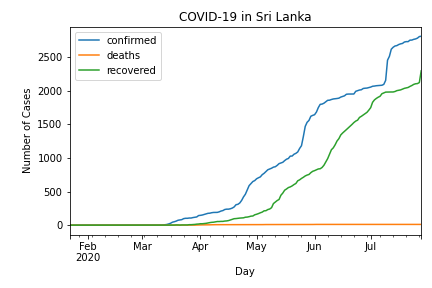 COVID-19 in Sri Lanka
confirmed
deaths
recovered
Number of Cases
2500
2000
1500
1000
500
0
Feb
2020
Mar
Apr
May
Jun
Jul
Day